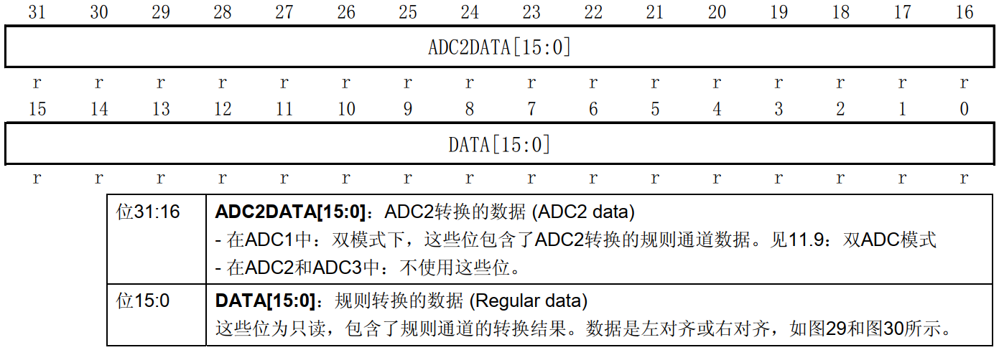 31 30 29 28 27 26 25 24 23 22 21 20 19 18 17 16
ADC2DATA[15:0]
r r r r r r r r r r r r r r r r
15 14 13 12 11 10 9 8 7 6 5 4 3 2 1 0
DATA[15:0]
r r r r r r r r r r r r r r r r
位31:16 ADC2DATA[15:0]：ADC2转换的数据 (ADC2 data)
- 在ADC1中：双模式下，这些位包含了ADC2转换的规则通道数据。见11.9：双ADC模式
- 在ADC2和ADC3中：不使用这些位。
位15:0 DATA[15:0]：规则转换的数据 (Regular data)
这些位为只读，包含了规则通道的转换结果。数据是左对齐或右对齐，如图29和图30所示。